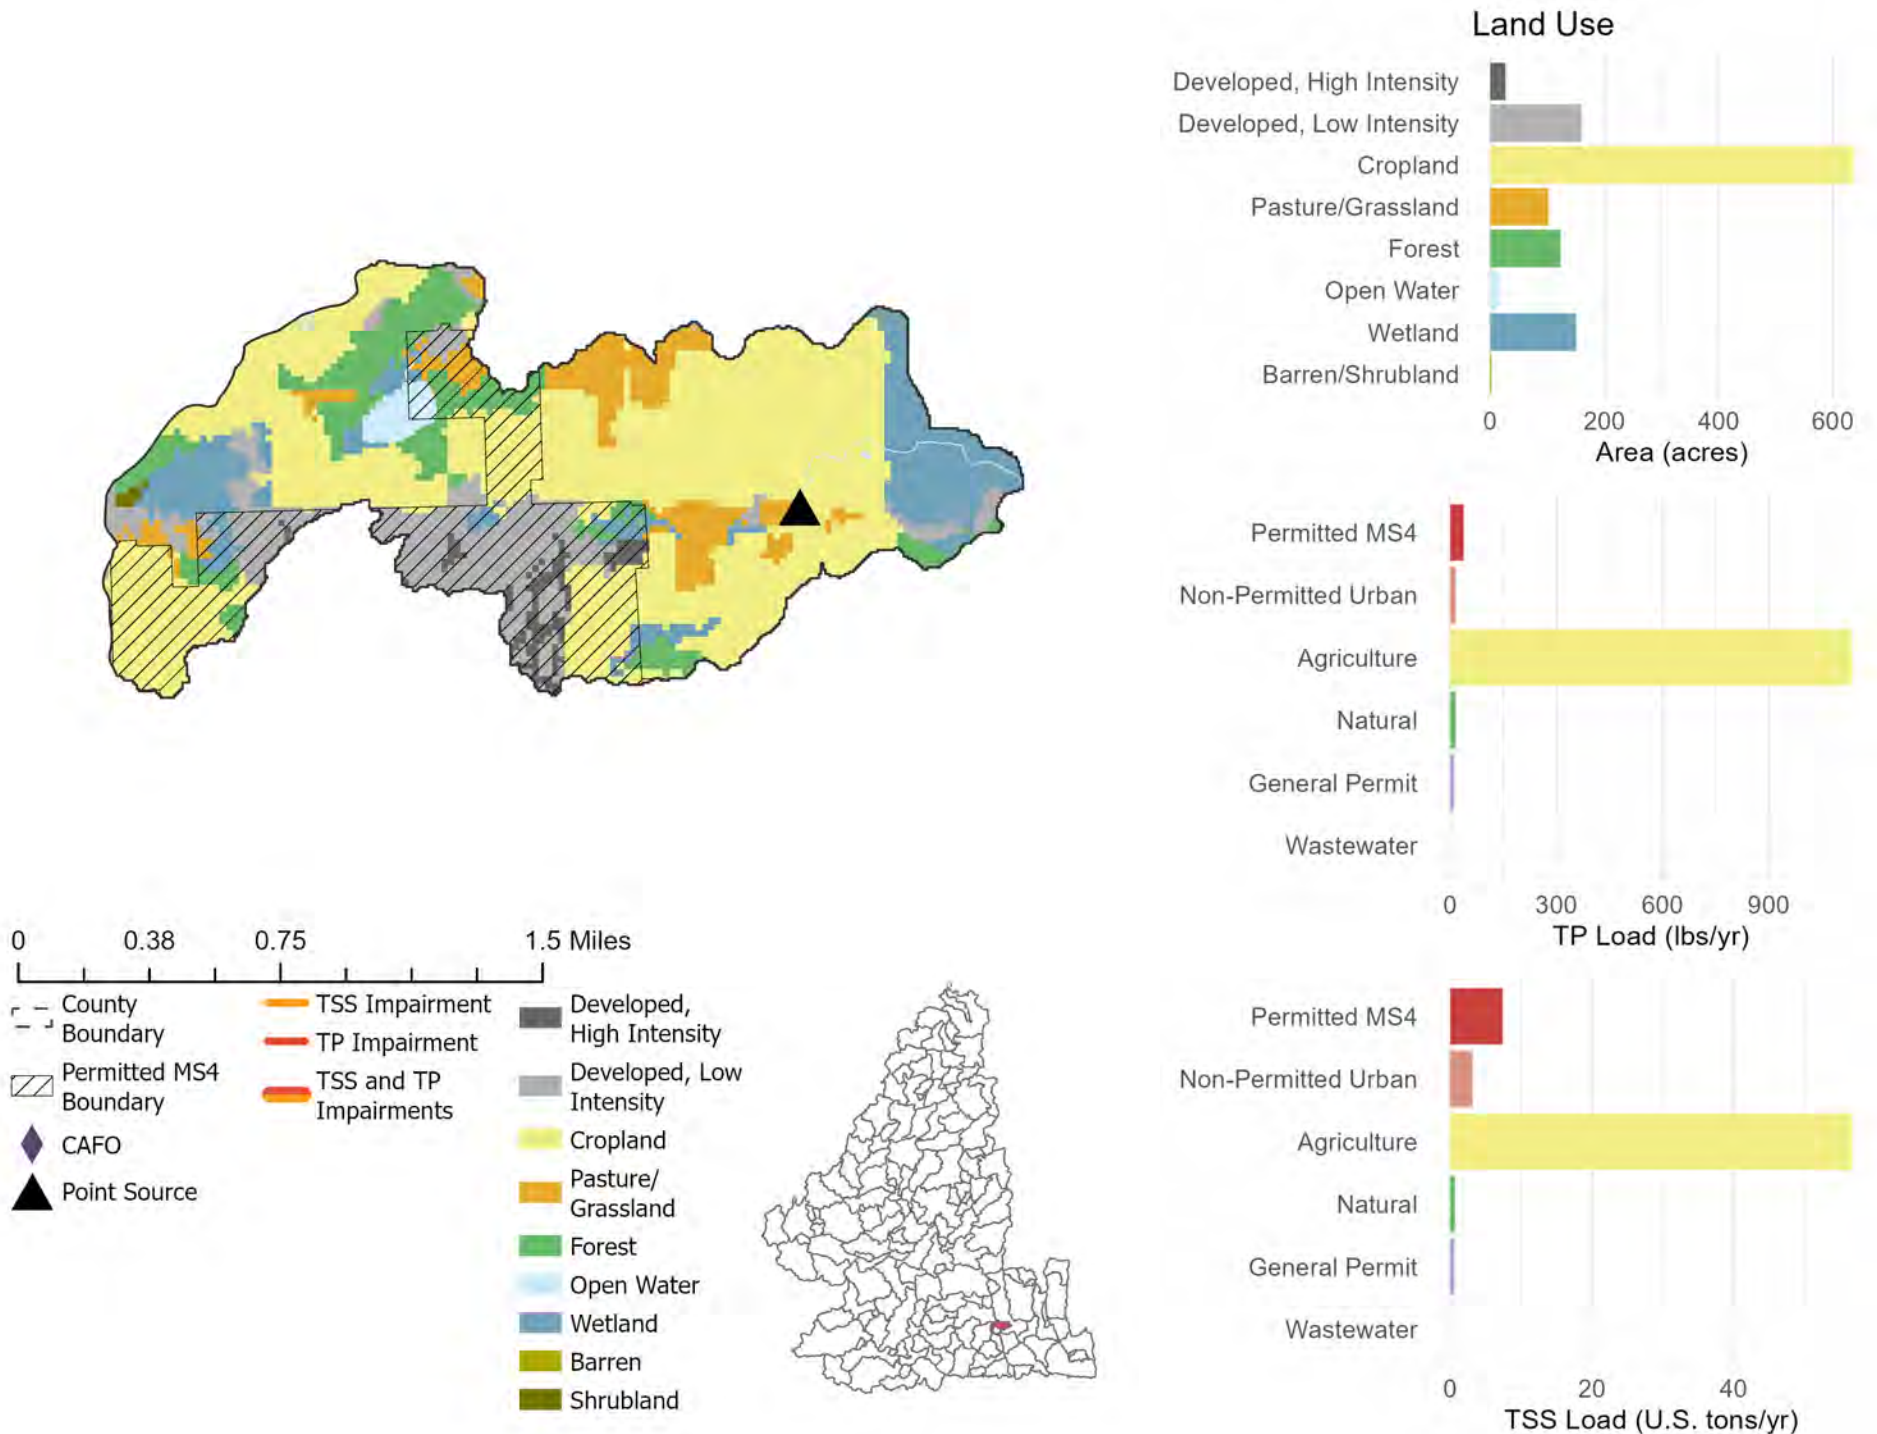 Land Use
Developed, High Intensity
Developed, Low Intensity
Cropland
Pasture/Grassland
Forest
Open Water
Wetland
Barren/Shrubland
0 200 400 600
Area (acres)
Permitted MS4
Non-Permitted Urban
Agriculture
Natural
General Permit
Wastewater
0 300 600 900
TP Load (lbs/yr)
Permitted MS4
Non-Permitted Urban
Agriculture
Natural
General Permit
Wastewater
0 20 40
TSS Load (U.S. tons/yr)
0 0.38 0.75 1.5 Miles
County
Boundary
Permitted MS4
Boundary
CAFO
Point Source
TSS Impairment
TP Impairment
TSS and TP
Impairments
Developed,
High Intensity
Developed, Low
Intensity
Cropland
Pasture/
Grassland
Forest
Open Water
Wetland
Barren
Shrubland